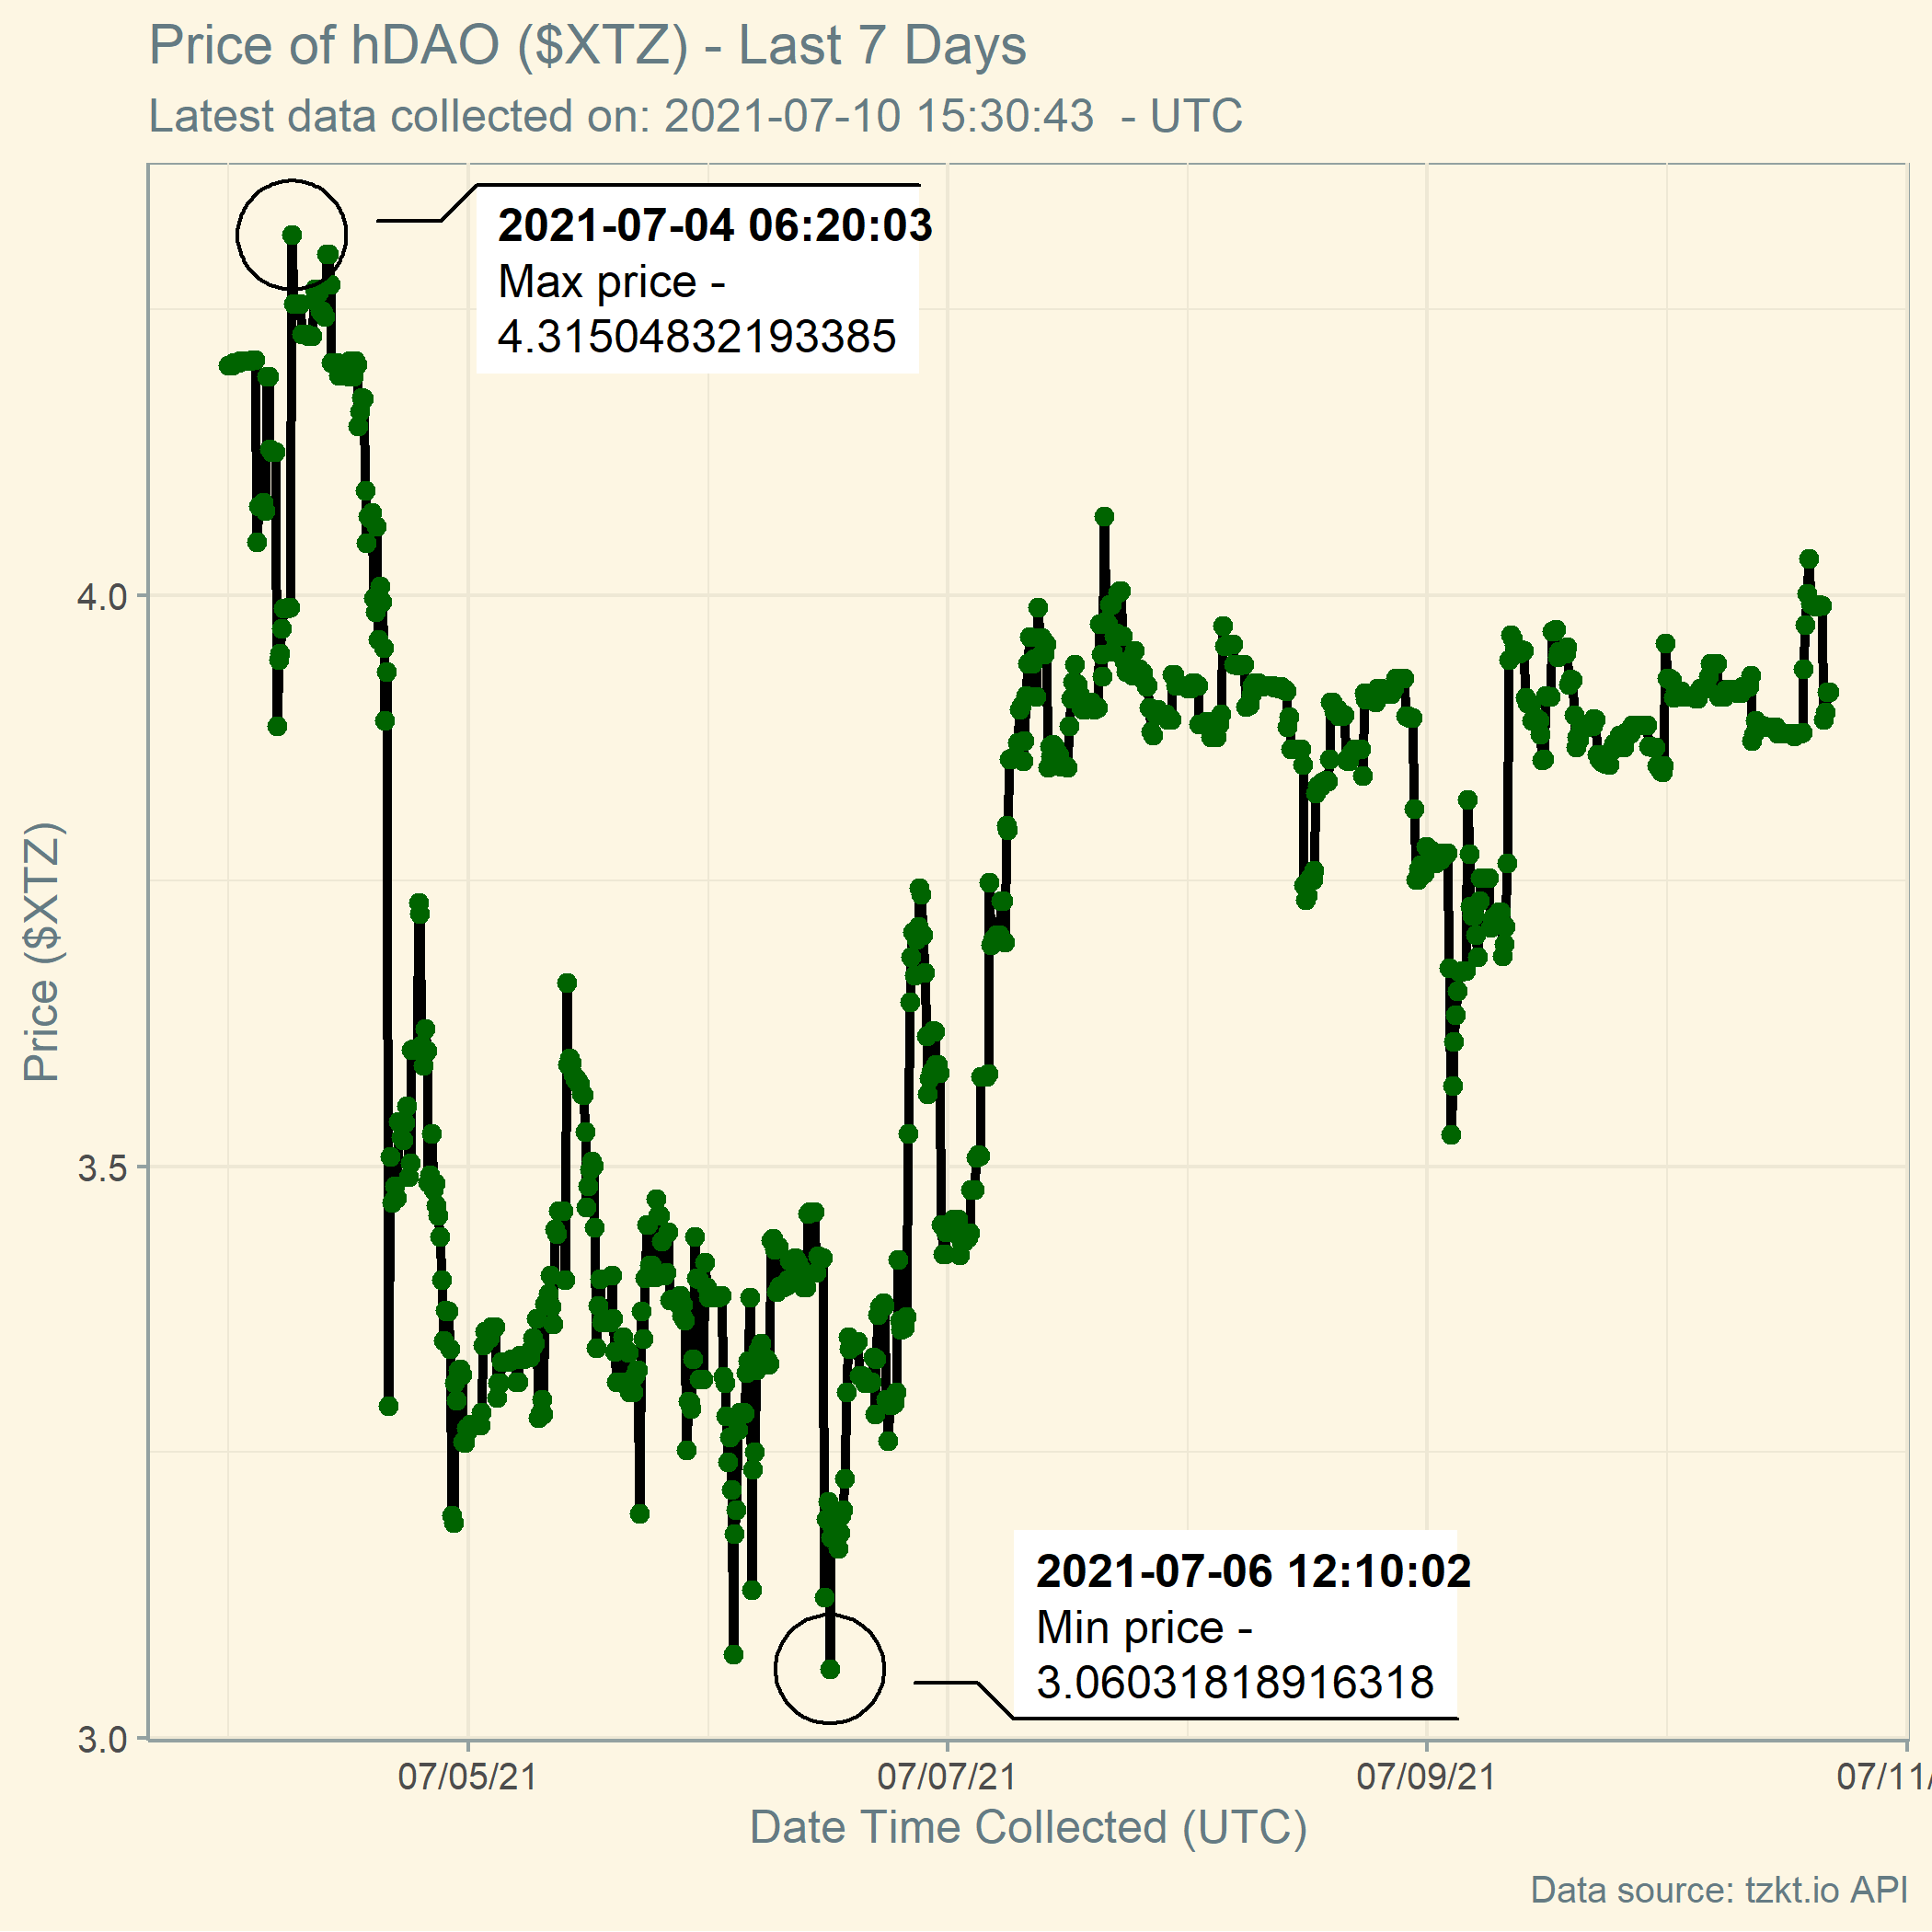 Price of hDAO ($XTZ) - Last 7 Days
Latest data collected on: 2021-07-10 15:30:43  - UTC
2021-07-04 06:20:03
Max price -
4.31504832193385
4.0
3.5
3.0
Price ($XTZ)
2021-07-06 12:10:02
Min price -
3.06031818916318
07/05/21
07/07/21
07/09/21
07/11/
Date Time Collected (UTC)
Data source: tzkt.io API